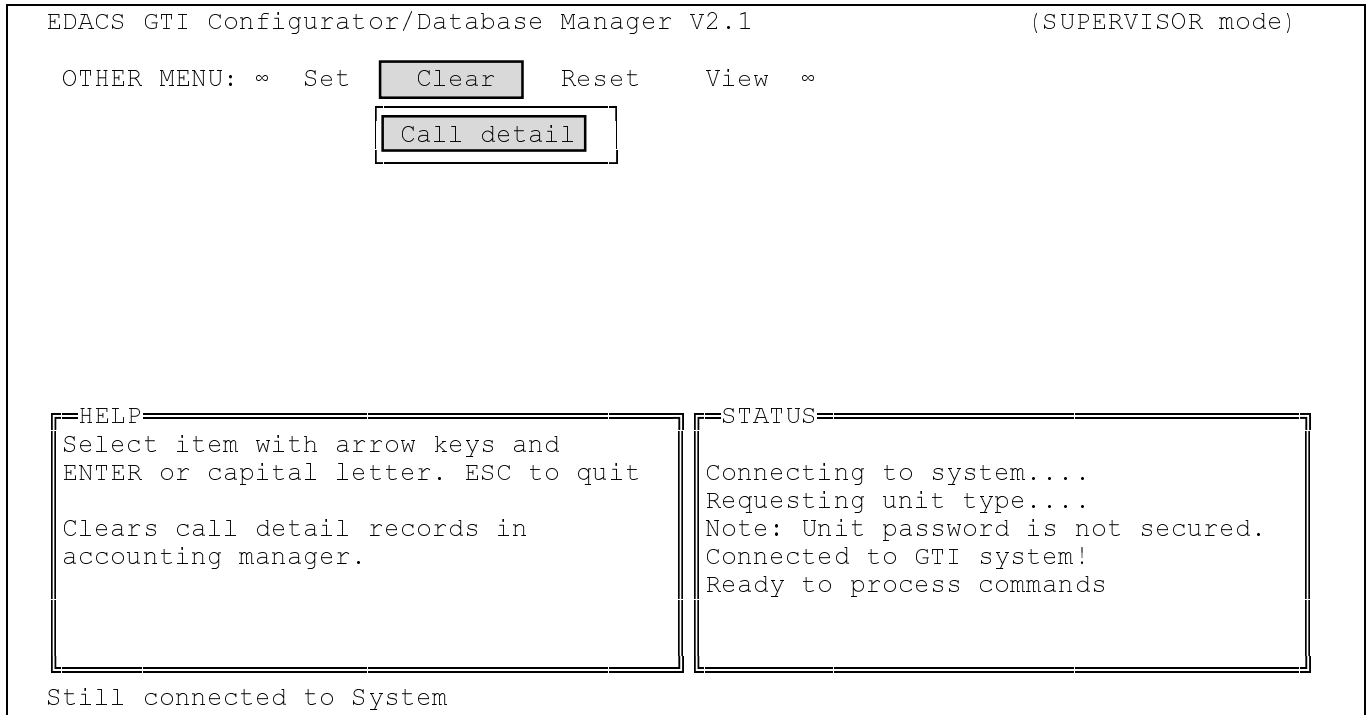 EDACS GTI Configurator/Database Manager V2.1 (SUPERVISOR mode)
OTHER MENU: ∞ Set Clear Reset View ∞
Call detail
HELP
Select item with arrow keys and
ENTER or capital letter. ESC to quit
Clears call detail records in
accounting manager.
STATUS
Connecting to system....
Requesting unit type....
Note: Unit password is not secured.
Connected to GTI system!
Ready to process commands
Still connected to System